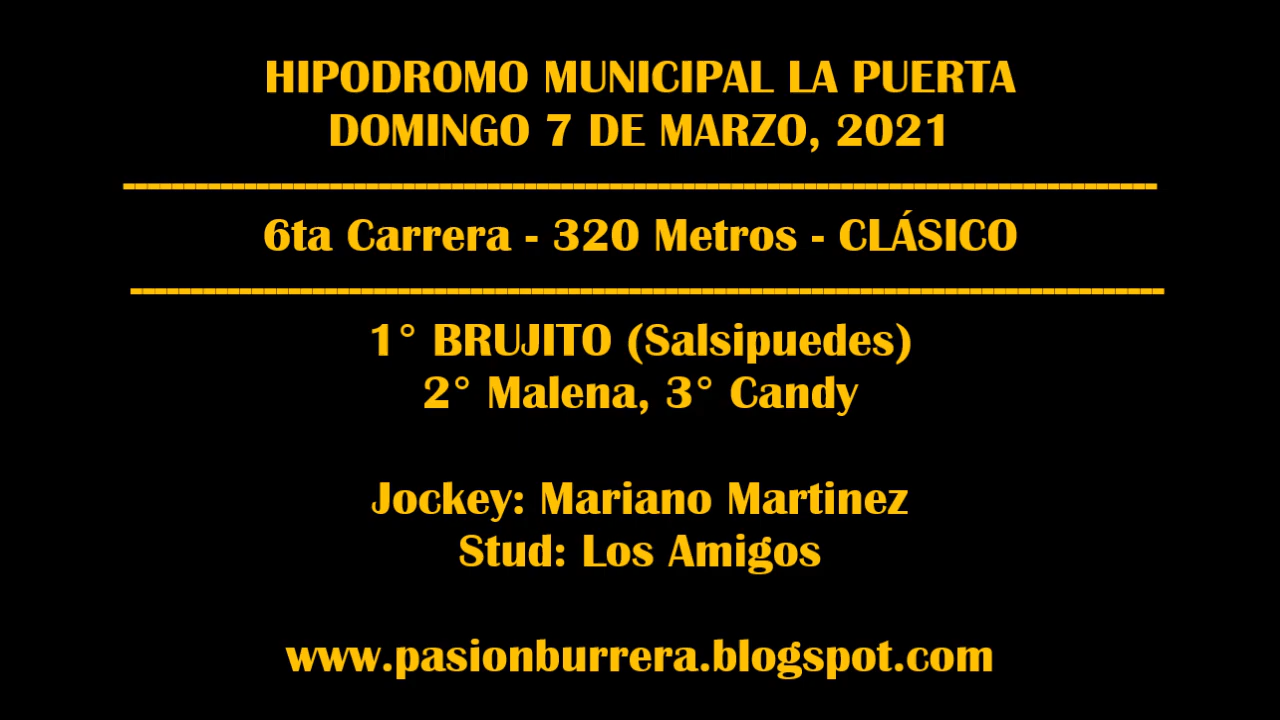 HIPODROMO MUNICIPAL LA PUERTA
DOMINGO 7 DE MARZO, 2021
--------------------------------------------------------------------------------------
6ta Carrera - 320 Metros - CLÁSICO
--------------------------------------------------------------------------------------
1° BRUJITO (Salsipuedes)
2° Malena, 3° Candy
Jockey: Mariano Martinez
Stud: Los Amigos
www.pasionburrera.blogspot.com